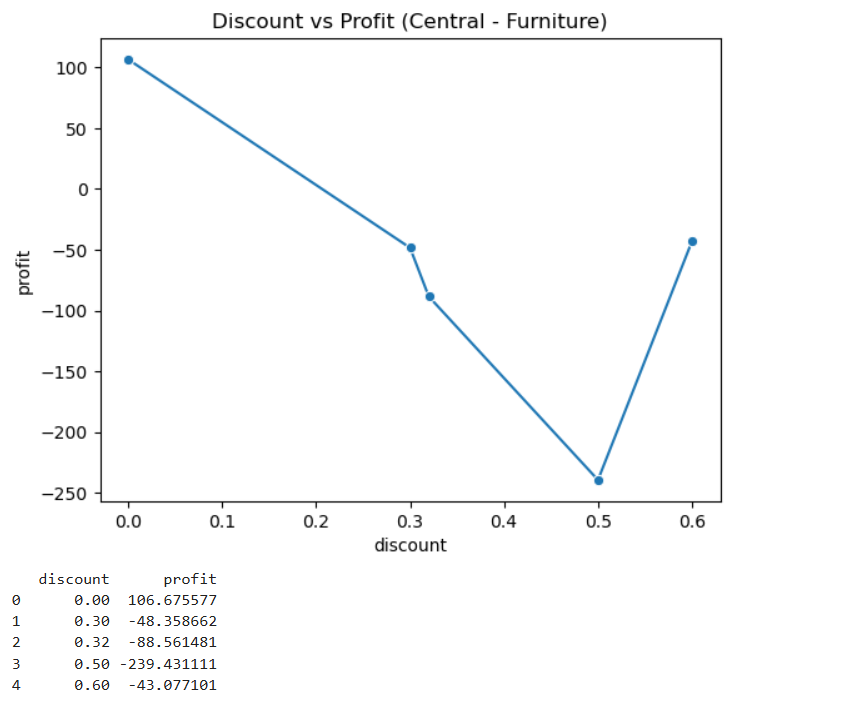 Discount vs Profit (Central - Furniture)
100
50
0
−50
−100
−150
−200
−250
profit
0.0 0.1 0.2 0.3 0.4 0.5 0.6
discount
discount profit
0 0.00 106.675577
1 0.30 -48.358662
2 0.32 -88.561481
3 0.50 -239.431111
4 0.60 -43.077101